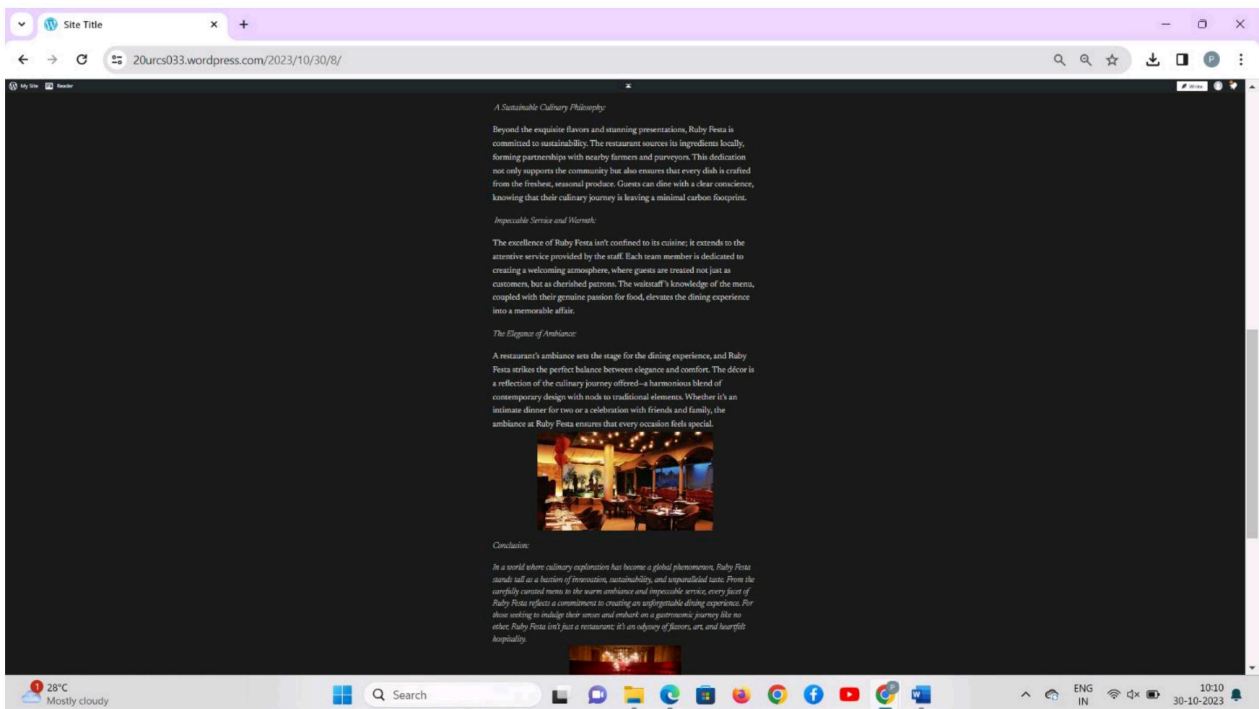 Site Title
20urcs033.wordpress.com/2023/10/30/8/
P
My Site Reader
Write
A Sustainable Culinary Philosophy:
Beyond the exquisite flavors and stunning presentations, Ruby Festa is
committed to sustainability. The restaurant sources its ingredients locally,
forming partnerships with nearby farmers and purveyors. This dedication
not only supports the community but also ensures that every dish is crafted
from the freshest, seasonal produce. Guests can dine with a clear conscience,
knowing that their culinary journey is leaving a minimal carbon footprint.
Impeccable Service and Warmth:
The excellence of Ruby Festa isn't confined to its cuisine; it extends to the
attentive service provided by the staff. Each team member is dedicated to
creating a welcoming atmosphere, where guests are treated not just as
customers, but as cherished patrons. The waitstaff's knowledge of the menu,
coupled with their genuine passion for food, elevates the dining experience
into a memorable affair.
The Elegance of Ambiance:
A restaurant's ambiance sets the stage for the dining experience, and Ruby
Festa strikes the perfect balance between elegance and comfort. The décor is
a reflection of the culinary journey offered—a harmonious blend of
contemporary design with nods to traditional elements. Whether it's an
intimate dinner for two or a celebration with friends and family, the
ambiance at Ruby Festa ensures that every occasion feels special.
Conclusion:
In a world where culinary exploration has become a global phenomenon, Ruby Festa
stands tall as a bastion of innovation, sustainability, and unparalleled taste. From the
carefully curated menu to the warm ambiance and impeccable service, every facet of
Ruby Festa reflects a commitment to creating an unforgettable dining experience. For
those seeking to indulge their senses and embark on a gastronomic journey like no
other, Ruby Festa isn't just a restaurant; it's an odyssey of flavors, art, and heartfelt
hospitality.
1
28°C
Mostly cloudy
Search
P
W
ENG
IN
10:10
30-10-2023